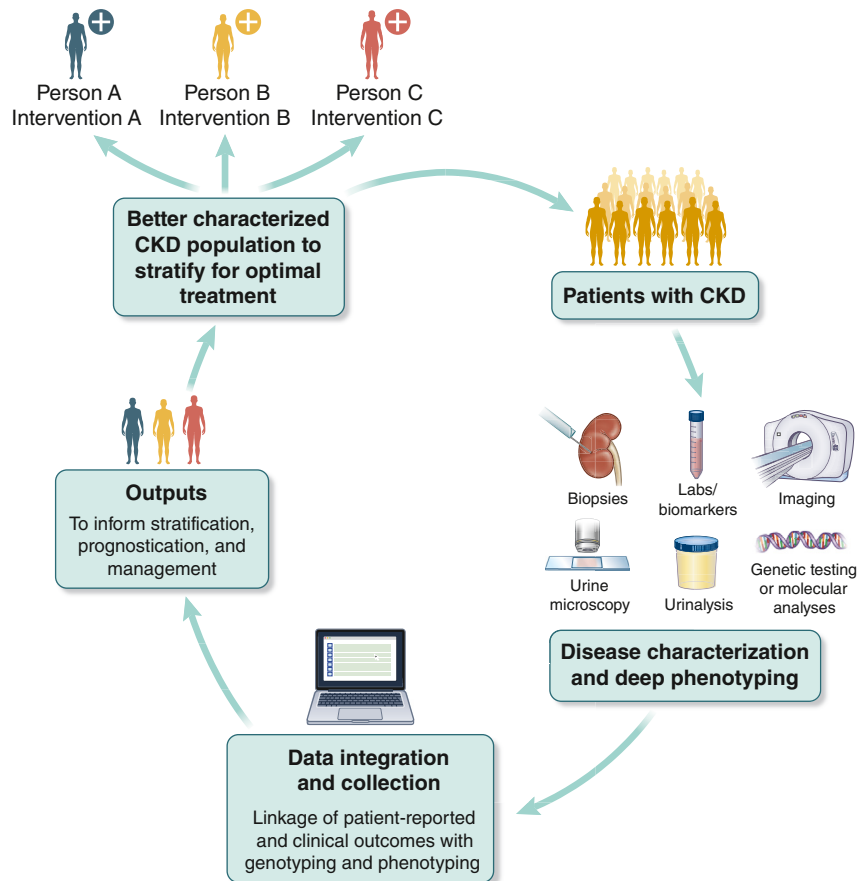 Person A
Intervention A
Person B
Intervention B
Person C
Intervention C
Better characterized
CKD population to
stratify for optimal
treatment
Patients with CKD
Biopsies
Labs/
biomarkers
Imaging
Urine
microscopy
Urinalysis
Genetic testing
or molecular
analyses
Disease characterization
and deep phenotyping
Data integration
and collection
Linkage of patient-reported
and clinical outcomes with
genotyping and phenotyping
Outputs
To inform stratification,
prognostication, and
management